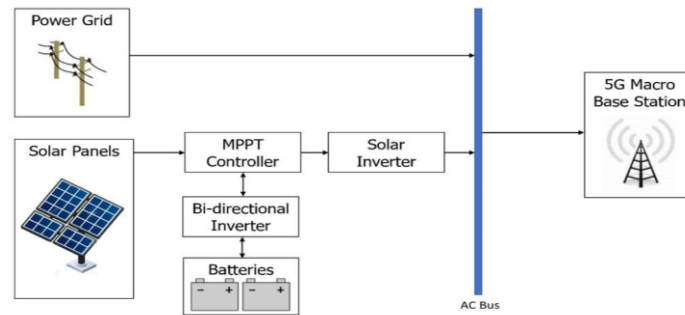 Power Grid
5G Macro
Base Station
Solar Panels
MPPT
Controller
Solar
Inverter
Bi-directional
Inverter
Batteries
− + − +
AC Bus